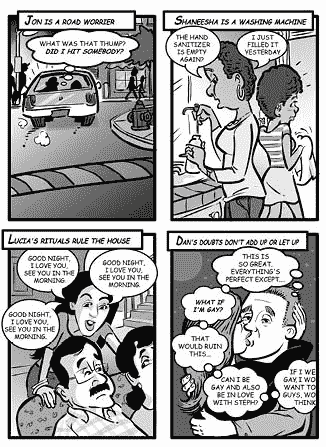 JON IS A ROAD WORRIER
WHAT WAS THAT THUMP?
DID I HIT SOMEBODY?
SHANEESHA IS A WASHING MACHINE
THE HAND
SANITIZER
IS EMPTY
AGAIN?
I JUST
FILLED IT
YESTERDAY.
LUCIA'S RITUALS RULE THE HOUSE
GOOD NIGHT,
I LOVE YOU,
SEE YOU IN THE
MORNING.
GOOD NIGHT,
I LOVE YOU,
SEE YOU IN THE
MORNING.
GOOD NIGHT,
I LOVE YOU,
SEE YOU IN THE
MORNING.
DAN'S DOUBTS DON'T ADD UP OR LET UP
THIS IS
SO GREAT.
EVERYTHING'S
PERFECT EXCEPT...
WHAT IF
I'M GAY?
THAT WOULD
RUIN THIS...
CAN I BE
GAY AND ALSO
BE IN LOVE
WITH STEPH?
IF I WE
GAY, I WO
WANT TO
GUYS, WO
THINK